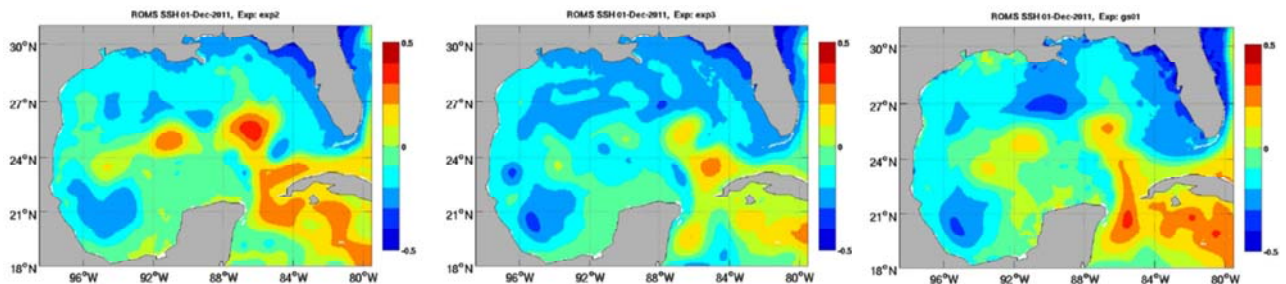 ROMS SSH 01-Dec-2011, Exp: exp2
30°N
27°N
24°N
21°N
18°N
96°W 92°W 88°W 84°W 80°W
0.5
0
-0.5
ROMS SSH 01-Dec-2011, Exp: exp3
30°N
27°N
24°N
21°N
18°N
96°W 92°W 88°W 84°W 80°W
0.5
0
-0.5
ROMS SSH 01-Dec-2011, Exp: gs01
30°N
27°N
24°N
21°N
18°N
96°W 92°W 88°W 84°W 80°W
0.5
0
-0.5